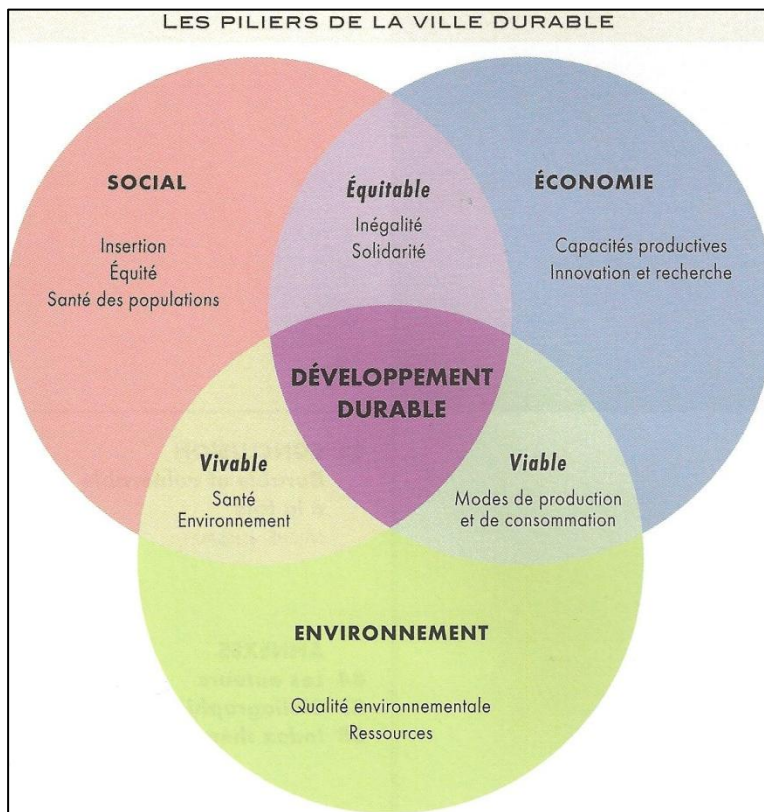 LES PILIERS DE LA VILLE DURABLE
SOCIAL
Insertion
Équité
Santé des populations
Équitable
Inégalité
Solidarité
ÉCONOMIE
Capacités productives
Innovation et recherche
DÉVELOPPEMENT
DURABLE
Vivable
Santé
Environnement
Viable
Modes de production
et de consommation
ENVIRONNEMENT
Qualité environnementale
Ressources